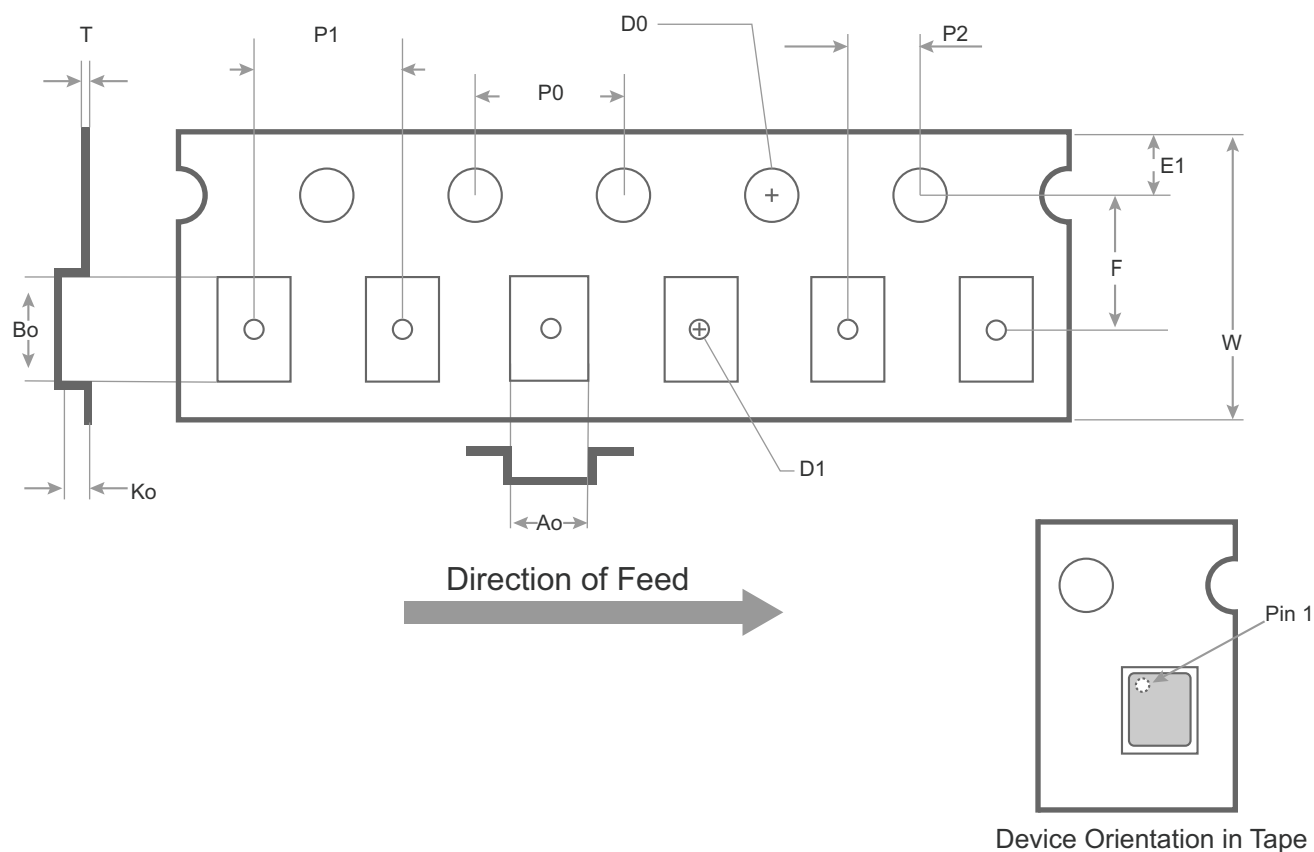 T
P1
D0
P2
P0
E1
F
Bo
W
D1
Ko
Ao
Direction of Feed
Pin 1
Device Orientation in Tape